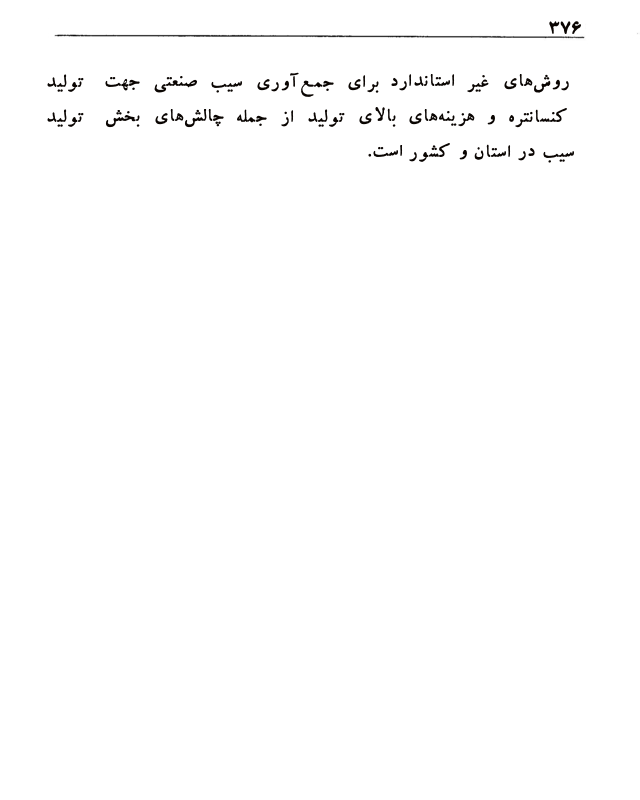 ۳۷۶
روش‌های غیر استاندارد برای جمع‌آوری سیب صنعتی جهت تولید
کنسانتره و هزینه‌های بالای تولید از جمله چالش‌های بخش تولید
سیب در استان و کشور است.